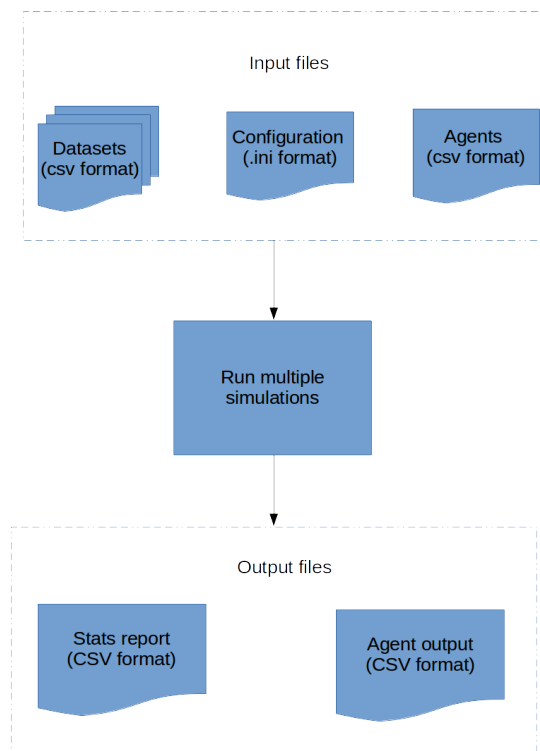 Input files
Datasets
(csv format)
Configuration
(.ini format)
Agents
(csv format)
Run multiple
simulations
Output files
Stats report
(CSV format)
Agent output
(CSV format)